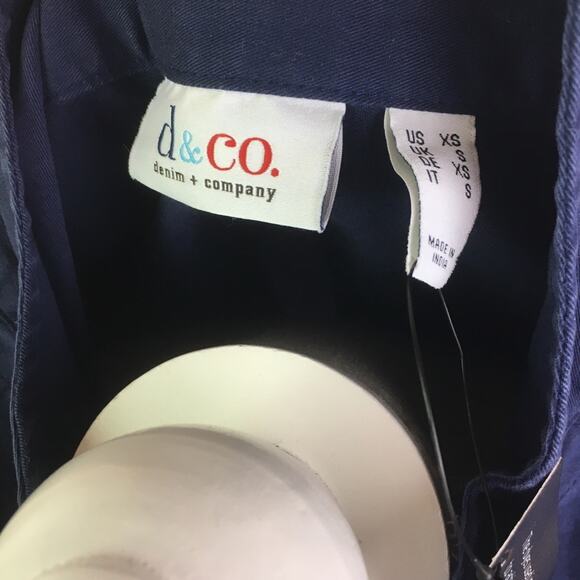 d&co.
denim + company
US XS
UK S
DE XS
IT S
MADE IN
INDIA